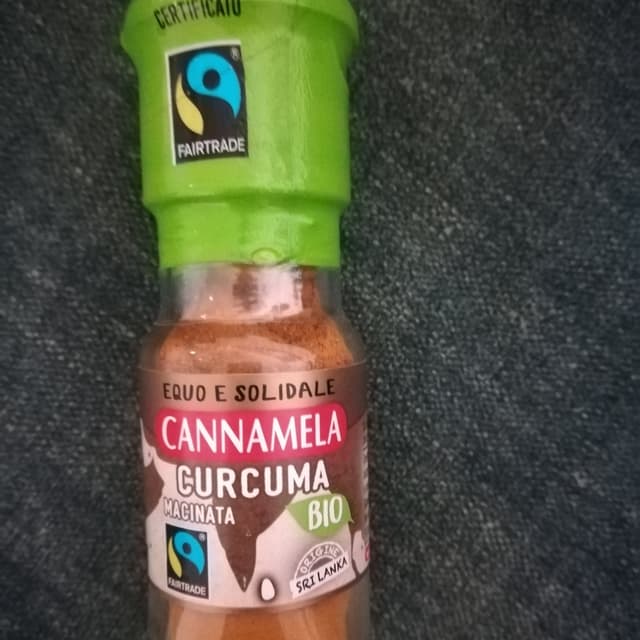 CERTIFICATO
FAIRTRADE
EQUO E SOLIDALE
CANNAMELA
CURCUMA
MACINATA
BIO
FAIRTRADE
ORIGINE
SRI LANKA